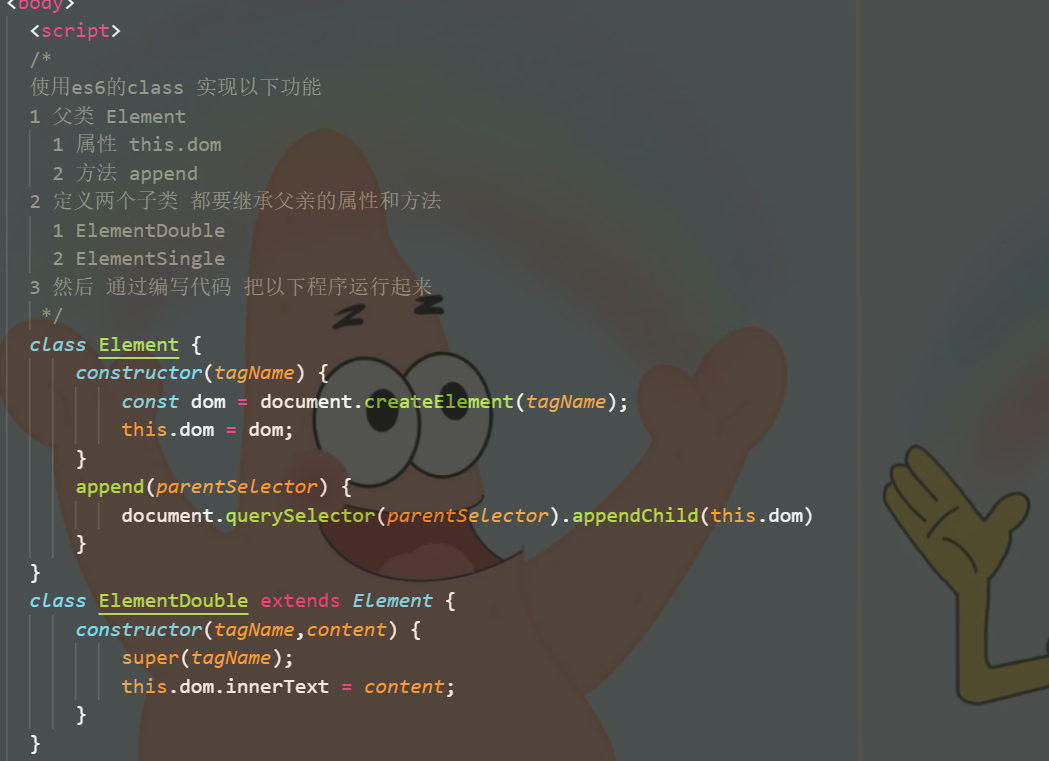 <body>
<script>
/*
使用es6的class 实现以下功能
1 父类 Element
1 属性 this.dom
2 方法 append
2 定义两个子类 都要继承父亲的属性和方法
1 ElementDouble
2 ElementSingle
3 然后 通过编写代码 把以下程序运行起来
*/
class Element {
constructor(tagName) {
const dom = document.createElement(tagName);
this.dom = dom;
}
append(parentSelector) {
document.querySelector(parentSelector).appendChild(this.dom)
}
}
class ElementDouble extends Element {
constructor(tagName,content) {
super(tagName);
this.dom.innerText = content;
}
}